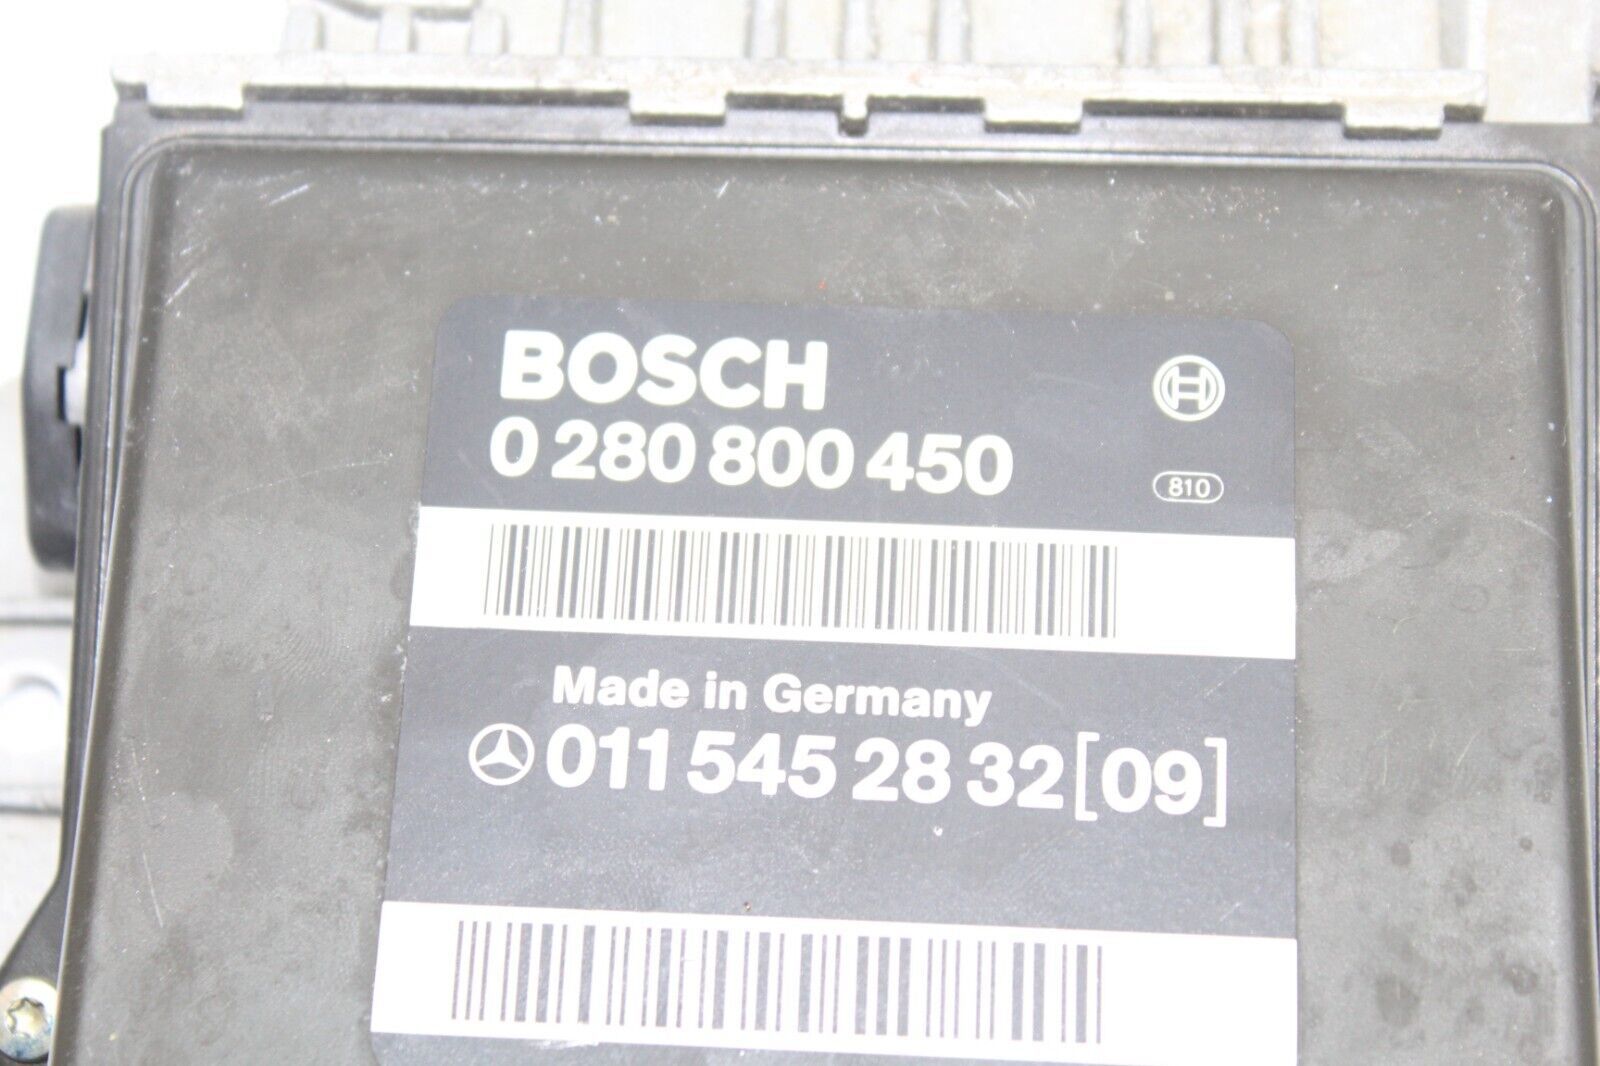 BOSCH
0 280 800 450
810
Made in Germany
011 545 28 32 [09]